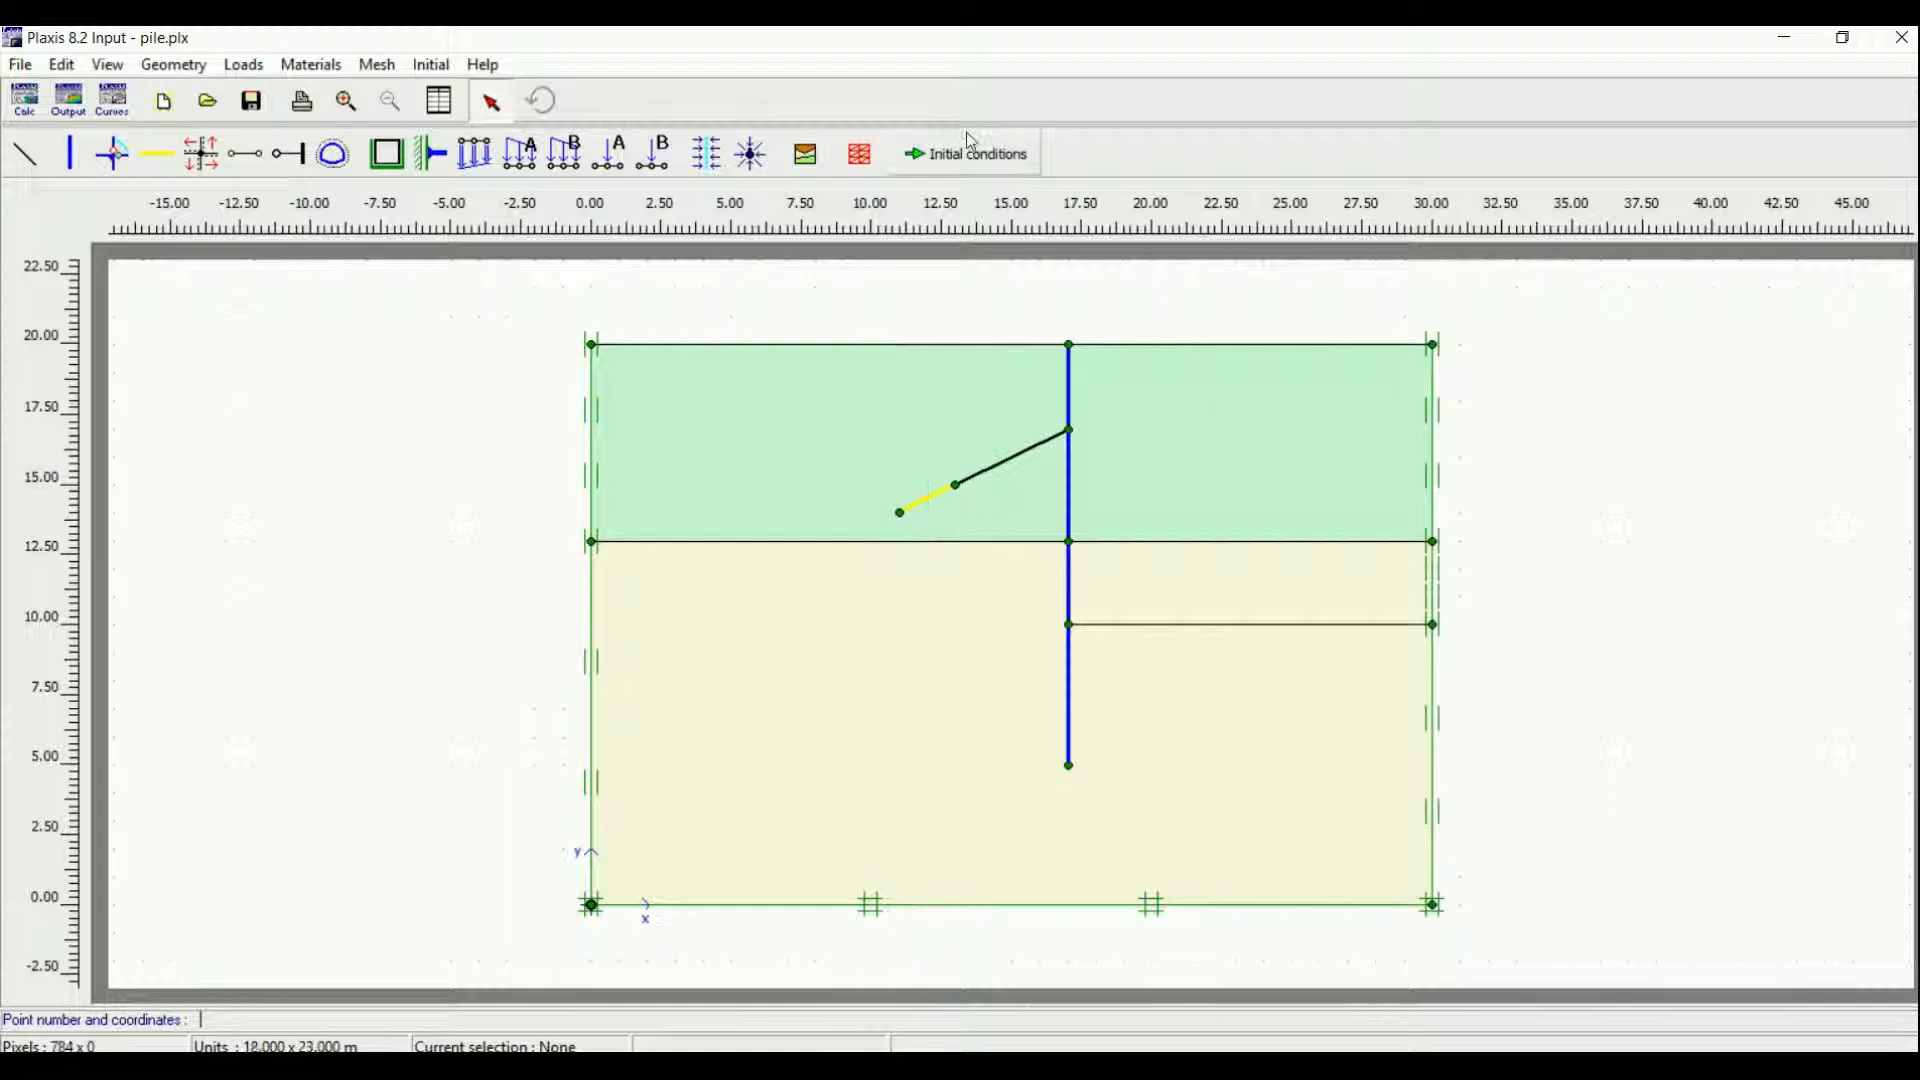 Plaxis 8.2 Input - pile.plx
File Edit View Geometry Loads Materials Mesh Initial Help
Calc Output Curves
A B A B Initial conditions
-15.00 -12.50 -10.00 -7.50 -5.00 -2.50 0.00 2.50 5.00 7.50 10.00 12.50 15.00 17.50 20.00 22.50 25.00 27.50 30.00 32.50 35.00 37.50 40.00 42.50 45.00
22.50
20.00
17.50
15.00
12.50
10.00
7.50
5.00
2.50
y
0.00
x
-2.50
Point number and coordinates :
Pixels : 784 x 0 Units : 18.000 x 23.000 m Current selection : None